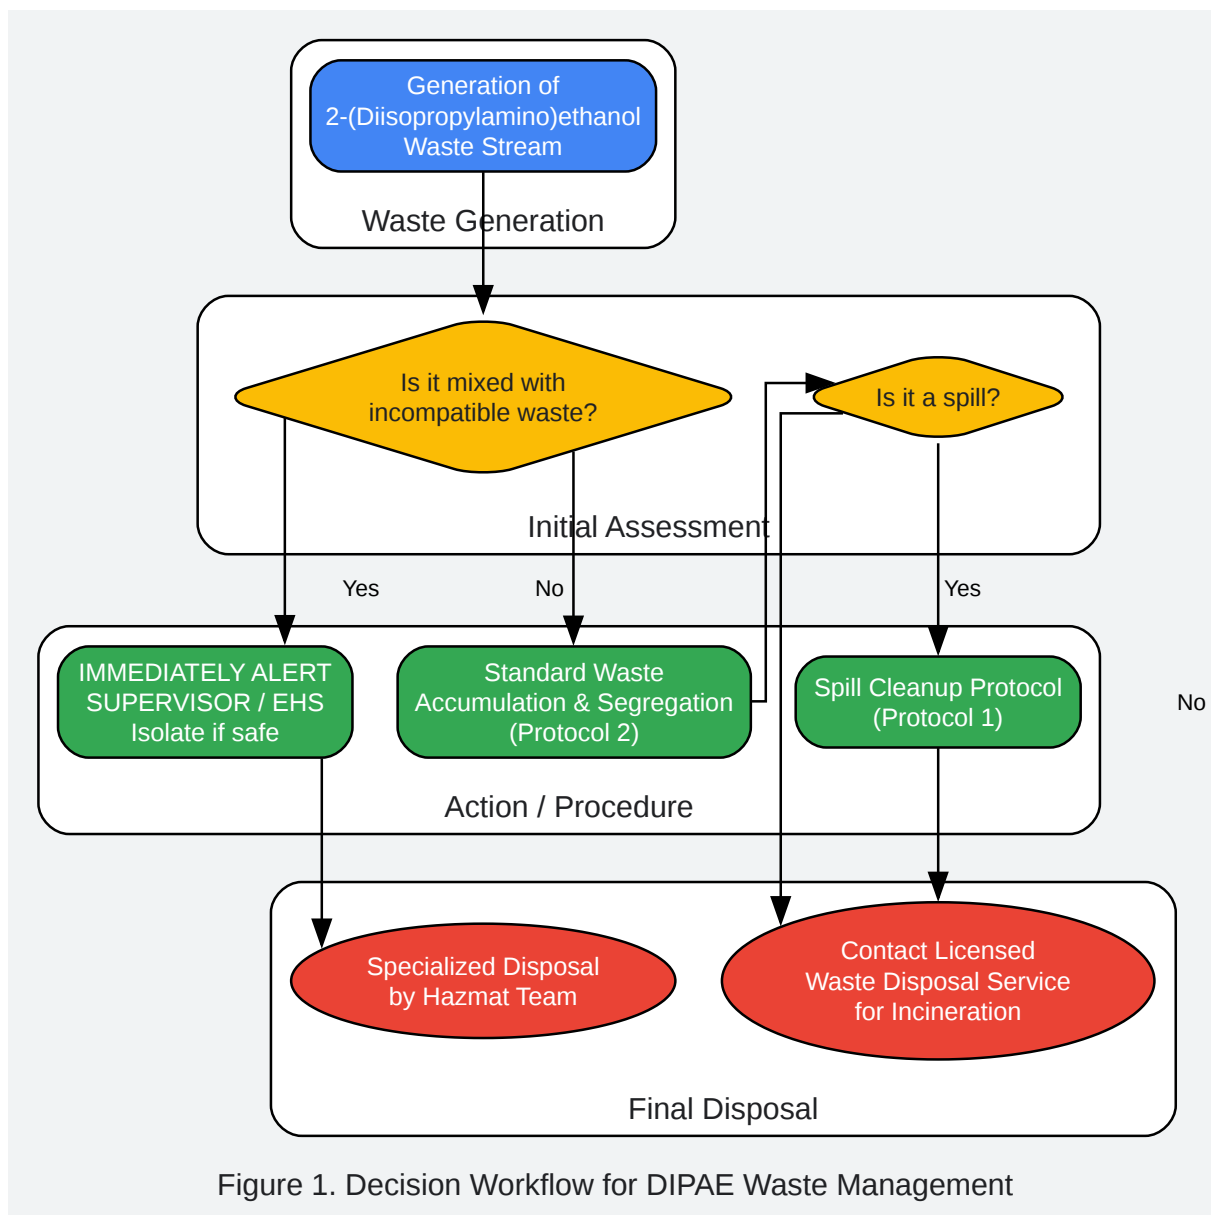 Generation of
2-(Diisopropylamino)ethanol
Waste Stream
Waste Generation
Is it mixed with
incompatible waste?
Is it a spill?
Initial Assessment
Yes
No
Yes
IMMEDIATELY ALERT
SUPERVISOR / EHS
Isolate if safe
Standard Waste
Accumulation & Segregation
(Protocol 2)
Spill Cleanup Protocol
(Protocol 1)
No
Action / Procedure
Specialized Disposal
by Hazmat Team
Contact Licensed
Waste Disposal Service
for Incineration
Final Disposal
Figure 1. Decision Workflow for DIPAE Waste Management